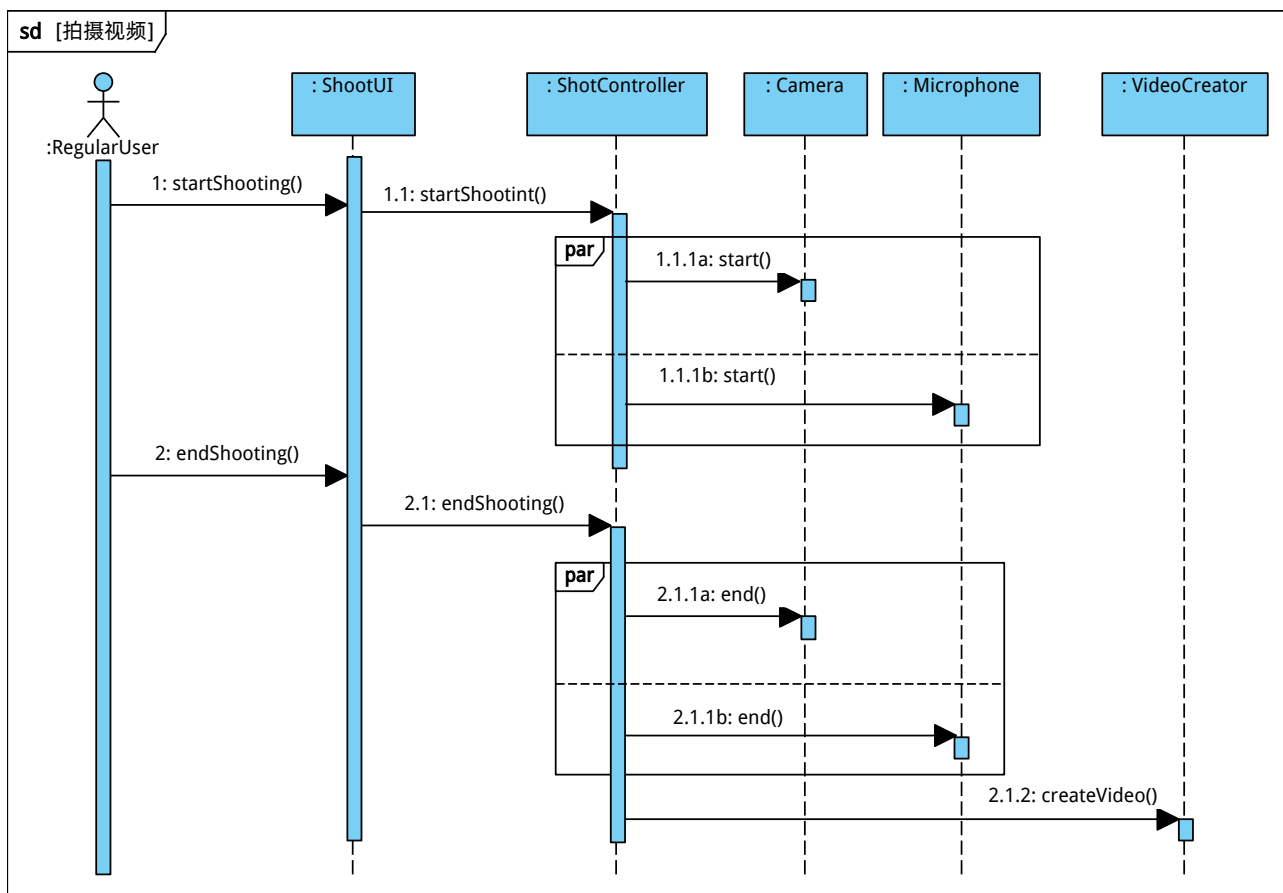 sd [拍摄视频]
: ShootUI
: ShotController
: Camera
: Microphone
: VideoCreator
:RegularUser
1: startShooting()
1.1: startShootint()
par
1.1.1a: start()
1.1.1b: start()
2: endShooting()
2.1: endShooting()
par
2.1.1a: end()
2.1.1b: end()
2.1.2: createVideo()